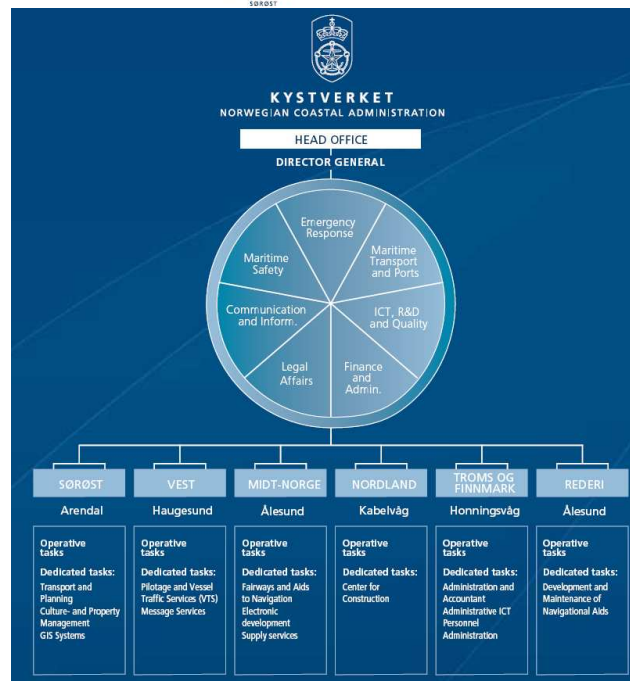 SØRØST
KYSTVERKET
NORWEGIAN COASTAL ADMINISTRATION
HEAD OFFICE
DIRECTOR GENERAL
Emergency
Response
Maritime
Safety
Maritime
Transport
and Ports
Communication
and Inform.
ICT, R&D
and Quality
Legal
Affairs
Finance
and
Admin.
SØRØST
Arendal
Operative
tasks
Dedicated tasks:
Transport and
Planning
Culture- and Property
Management
GIS Systems
VEST
Haugesund
Operative
tasks
Dedicated tasks:
Pilotage and Vessel
Traffic Services (VTS)
Message Services
MIDT-NORGE
Ålesund
Operative
tasks
Dedicated tasks:
Fairways and Aids
to Navigation
Electronic
development
Supply services
NORDLAND
Kabelvåg
Operative
tasks
Dedicated tasks:
Center for
Construction
TROMS OG
FINNMARK
Honningsvåg
Operative
tasks
Dedicated tasks:
Administration and
Accountant
Administrative ICT
Personnel
Administration
REDERI
Ålesund
Operative
tasks
Dedicated tasks:
Development and
Maintenance of
Navigational Aids